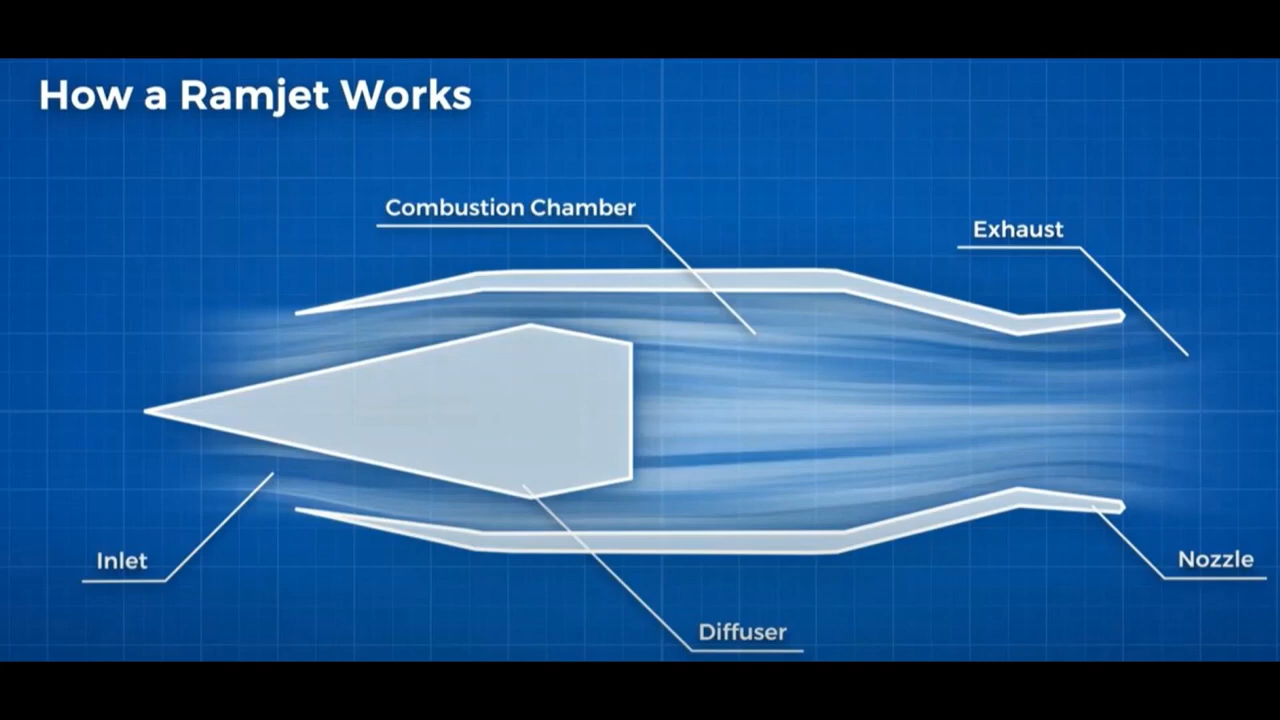 How a Ramjet Works
Combustion Chamber
Exhaust
Inlet
Nozzle
Diffuser